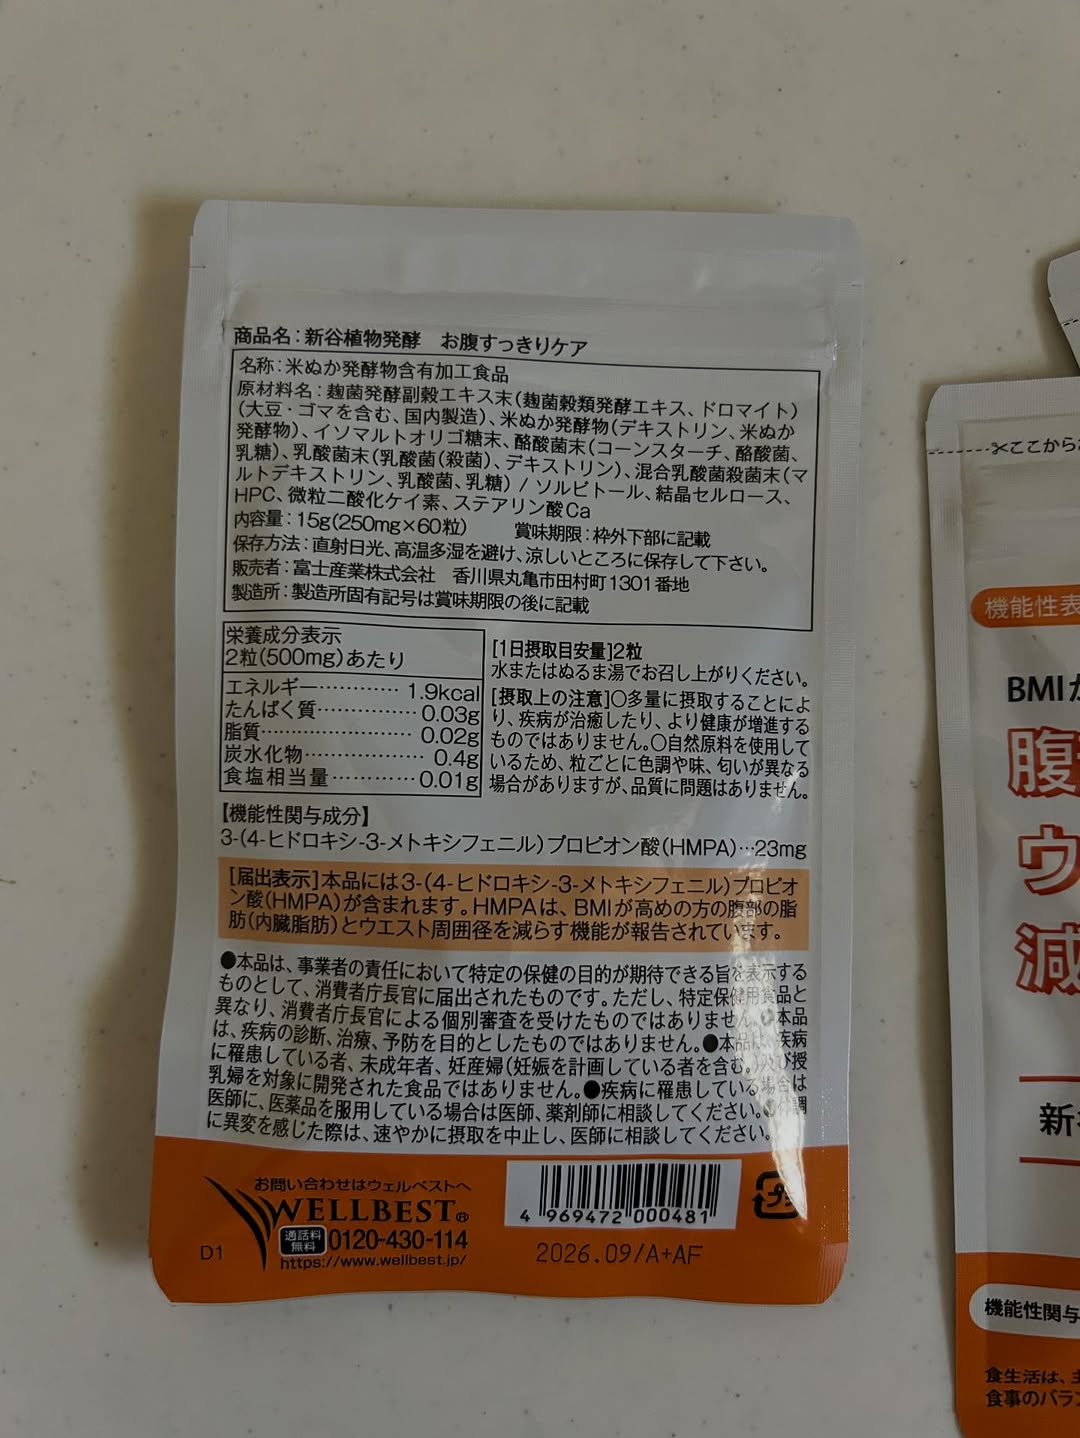 商品名：新谷植物発酵　お腹すっきりケア
名称：米ぬか発酵物含有加工食品
原材料名：麹菌発酵副穀エキス末（麹菌穀類発酵エキス、ドロマイト）
（大豆・ゴマを含む、国内製造）、米ぬか発酵物（デキストリン、米ぬか
発酵物）、イソマルトオリゴ糖末、酪酸菌末（コーンスターチ、酪酸菌、
乳糖）、乳酸菌末（乳酸菌（殺菌）、デキストリン）、混合乳酸菌殺菌末（マ
ルトデキストリン、乳酸菌、乳糖）／ソルビトール、結晶セルロース、
HPC、微粒二酸化ケイ素、ステアリン酸Ca
内容量：15g(250mg×60粒)　賞味期限：枠外下部に記載
保存方法：直射日光、高温多湿を避け、涼しいところに保存して下さい。
販売者：富士産業株式会社　香川県丸亀市田村町1301番地
製造所：製造所固有記号は賞味期限の後に記載
栄養成分表示
2粒(500mg)あたり
エネルギー…………1.9kcal
たんぱく質……………0.03g
脂質……………………0.02g
炭水化物………………0.4g
食塩相当量…………0.01g
[1日摂取目安量]2粒
水またはぬるま湯でお召し上がりください。
[摂取上の注意]〇多量に摂取することによ
り、疾病が治癒したり、より健康が増進する
ものではありません。〇自然原料を使用して
いるため、粒ごとに色調や味、匂いが異なる
場合がありますが、品質に問題はありません。
【機能性関与成分】
3-(4-ヒドロキシ-3-メトキシフェニル)プロピオン酸(HMPA)…23mg
[届出表示]本品には3-(4-ヒドロキシ-3-メトキシフェニル)プロピオ
ン酸(HMPA)が含まれます。HMPAは、BMIが高めの方の腹部の脂
肪(内臓脂肪)とウエスト周囲径を減らす機能が報告されています。
●本品は、事業者の責任において特定の保健の目的が期待できる旨を表示する
ものとして、消費者庁長官に届出されたものです。ただし、特定保健用食品と
異なり、消費者庁長官による個別審査を受けたものではありません。●本品
は、疾病の診断、治療、予防を目的としたものではありません。●本品は、疾病
に罹患している者、未成年者、妊産婦(妊娠を計画している者を含む。)及び授
乳婦を対象に開発された食品ではありません。●疾病に罹患している場合は
医師に、医薬品を服用している場合は医師、薬剤師に相談してください。●体調
に異変を感じた際は、速やかに摂取を中止し、医師に相談してください。
お問い合わせはウェルベストへ
WELLBEST®
通話料無料 0120-430-114
https://www.wellbest.jp/
D1
4 969472 000481
プラ
2026.09/A+AF
✂ここから
機能性表
BMIが
腹
ウ
減
新
機能性関与
食生活は、主
食事のバラ